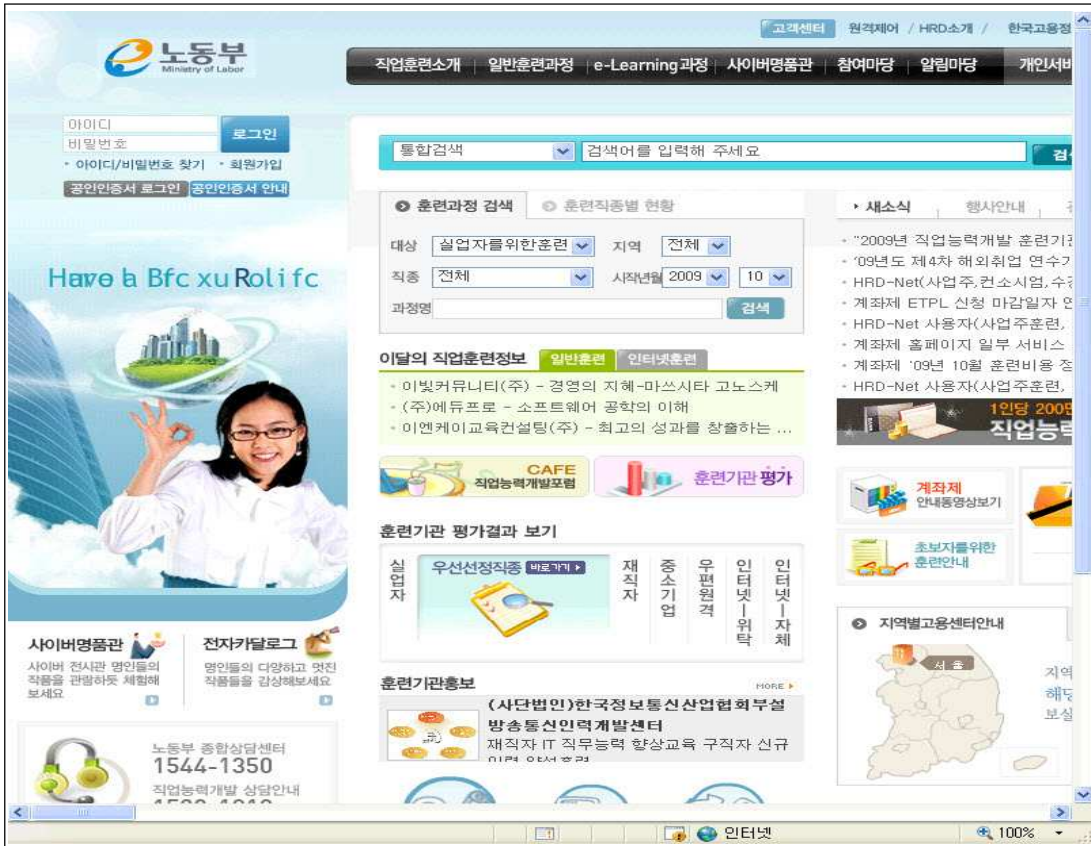 고객센터 원격제어 / HRD소개 / 한국고용정
노동부
Ministry of Labor
직업훈련소개 일반훈련과정 e-Learning과정 사이버명품관 참여마당 알림마당 개인서비
아이디
비밀번호
로그인
· 아이디/비밀번호 찾기 · 회원가입
공인인증서 로그인 공인인증서 안내
통합검색 검색어를 입력해 주세요
훈련과정 검색 훈련직종별 현황
대상 실업자를위한훈련 지역 전체
직종 전체 시작년월 2009 10
과정명 검색
이달의 직업훈련정보 일반훈련 인터넷훈련
· 이빛커뮤니티(주) - 경영의 지혜-마쓰시타 고노스케
· (주)에듀프로 - 소프트웨어 공학의 이해
· 이엔케이교육컨설팅(주) - 최고의 성과를 창출하는 ...
CAFE
직업능력개발포럼
훈련기관 평가
훈련기관 평가결과 보기
실업자
우선선정직종 바로가기
재직자
중소기업
우편원격
인터넷-위탁
인터넷-자체
훈련기관홍보 MORE
(사단법인)한국정보통신산업협회부설
방송통신인력개발센터
재직자 IT 직무능력 향상교육 구직자 신규
새소식 행사안내
· "2009년 직업능력개발 훈련기관
· '09년도 제4차 해외취업 연수기
· HRD-Net(사업주,컨소시엄,수강
· 계좌제 ETPL 신청 마감일자 연
· HRD-Net 사용자(사업주훈련,
· 계좌제 홈페이지 일부 서비스
· 계좌제 '09년 10월 훈련비용 정
· HRD-Net 사용자(사업주훈련,
1인당 200만
직업능력
계좌제
안내동영상보기
초보자를위한
훈련안내
지역별고용센터안내
서울
지역
해당
보실
사이버명품관
사이버 전시관 명인들의
작품을 관람하듯 체험해
보세요
전자카달로그
명인들의 다양하고 멋진
작품들을 감상해보세요
노동부 종합상담센터
1544-1350
직업능력개발 상담안내
인터넷 100%